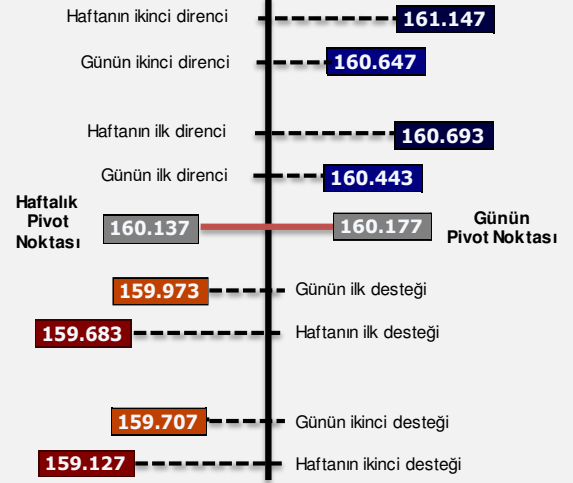 Haftanın ikinci direnci 161.147
Günün ikinci direnci 160.647
Haftanın ilk direnci 160.693
Günün ilk direnci 160.443
Haftalık
Pivot
Noktası
160.137 160.177
Günün
Pivot Noktası
159.973 Günün ilk desteği
159.683 Haftanın ilk desteği
159.707 Günün ikinci desteği
159.127 Haftanın ikinci desteği